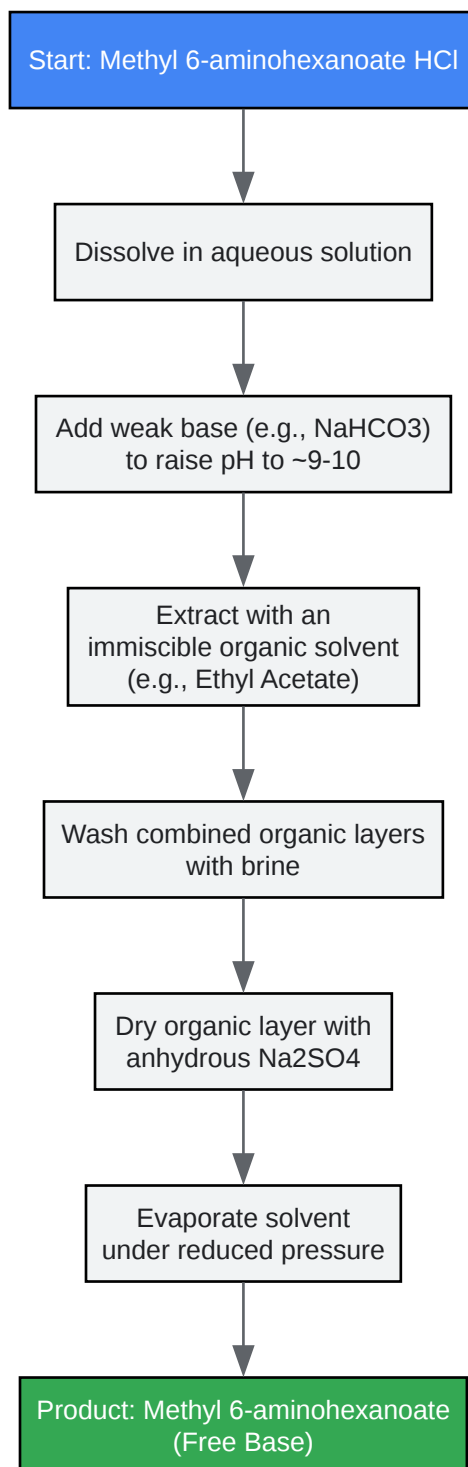 Start: Methyl 6-aminohexanoate HCl
Dissolve in aqueous solution
Add weak base (e.g., NaHCO3)
to raise pH to ~9-10
Extract with an
immiscible organic solvent
(e.g., Ethyl Acetate)
Wash combined organic layers
with brine
Dry organic layer with
anhydrous Na2SO4
Evaporate solvent
under reduced pressure
Product: Methyl 6-aminohexanoate
(Free Base)